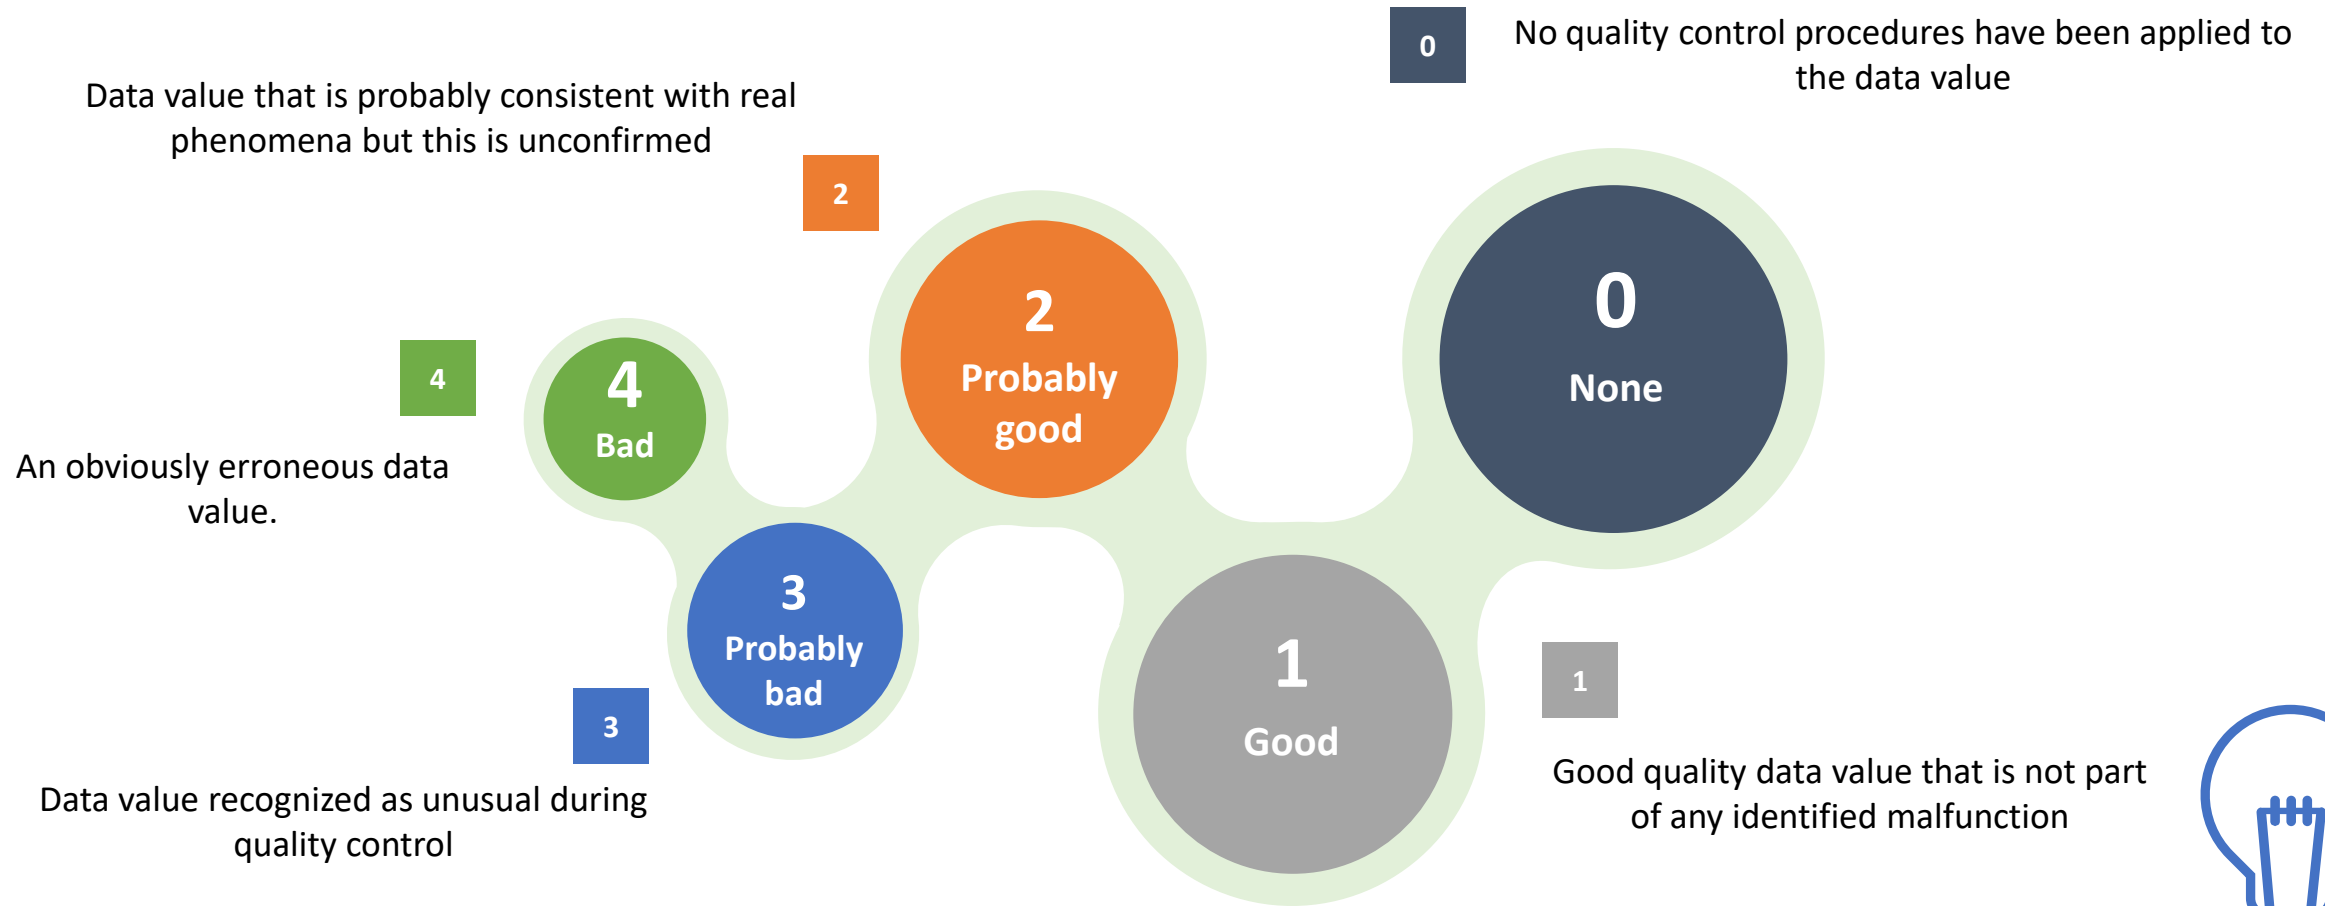 0
No quality control procedures have been applied to
the data value
Data value that is probably consistent with real
phenomena but this is unconfirmed
2
2
Probably
good
0
None
4
4
Bad
An obviously erroneous data
value.
3
Probably
bad
3
Data value recognized as unusual during
quality control
1
Good
1
Good quality data value that is not part
of any identified malfunction